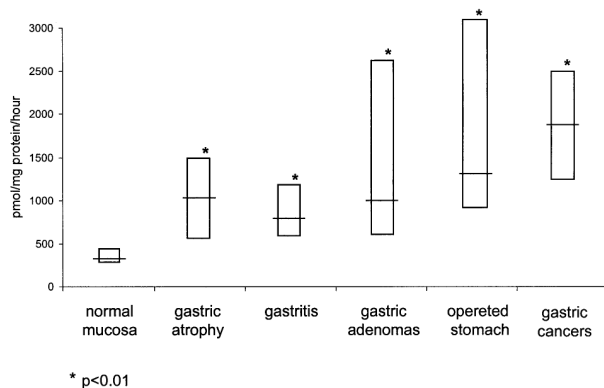 3000
2500
2000
1500
1000
500
0
pmol/mg protein/hour
* * * * *
normal mucosa
gastric atrophy
gastritis
gastric adenomas
opereted stomach
gastric cancers
* p<0.01